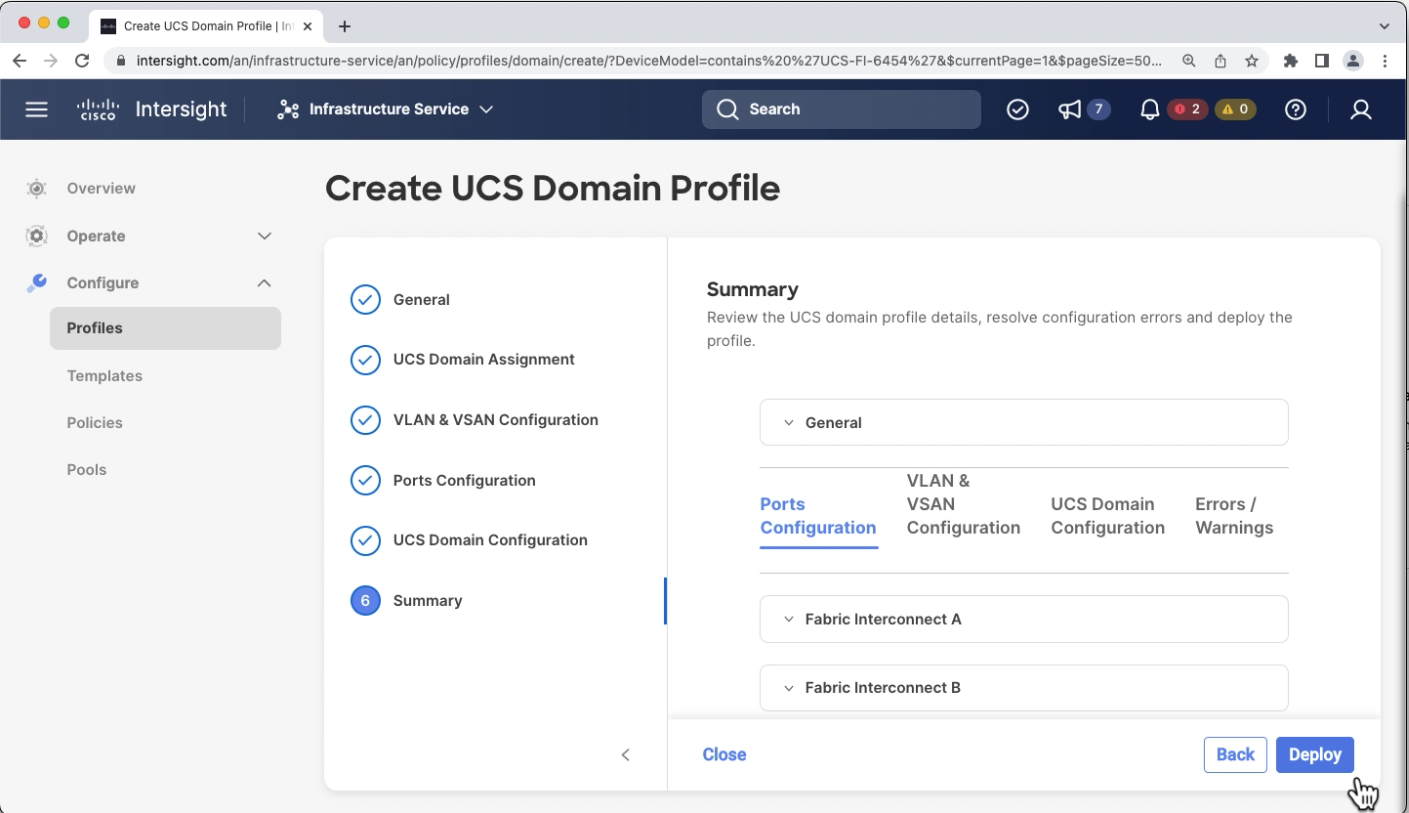 Create UCS Domain Profile | Int
intersight.com/an/infrastructure-service/an/policy/profiles/domain/create/?DeviceModel=contains%20%27UCS-FI-6454%27&$currentPage=1&$pageSize=50...
cisco Intersight Infrastructure Service Search 7 2 0
Overview
Operate
Configure
Profiles
Templates
Policies
Pools
Create UCS Domain Profile
General
UCS Domain Assignment
VLAN & VSAN Configuration
Ports Configuration
UCS Domain Configuration
6 Summary
Summary
Review the UCS domain profile details, resolve configuration errors and deploy the
profile.
General
Ports
Configuration
VLAN &
VSAN
Configuration
UCS Domain
Configuration
Errors /
Warnings
Fabric Interconnect A
Fabric Interconnect B
Close Back Deploy